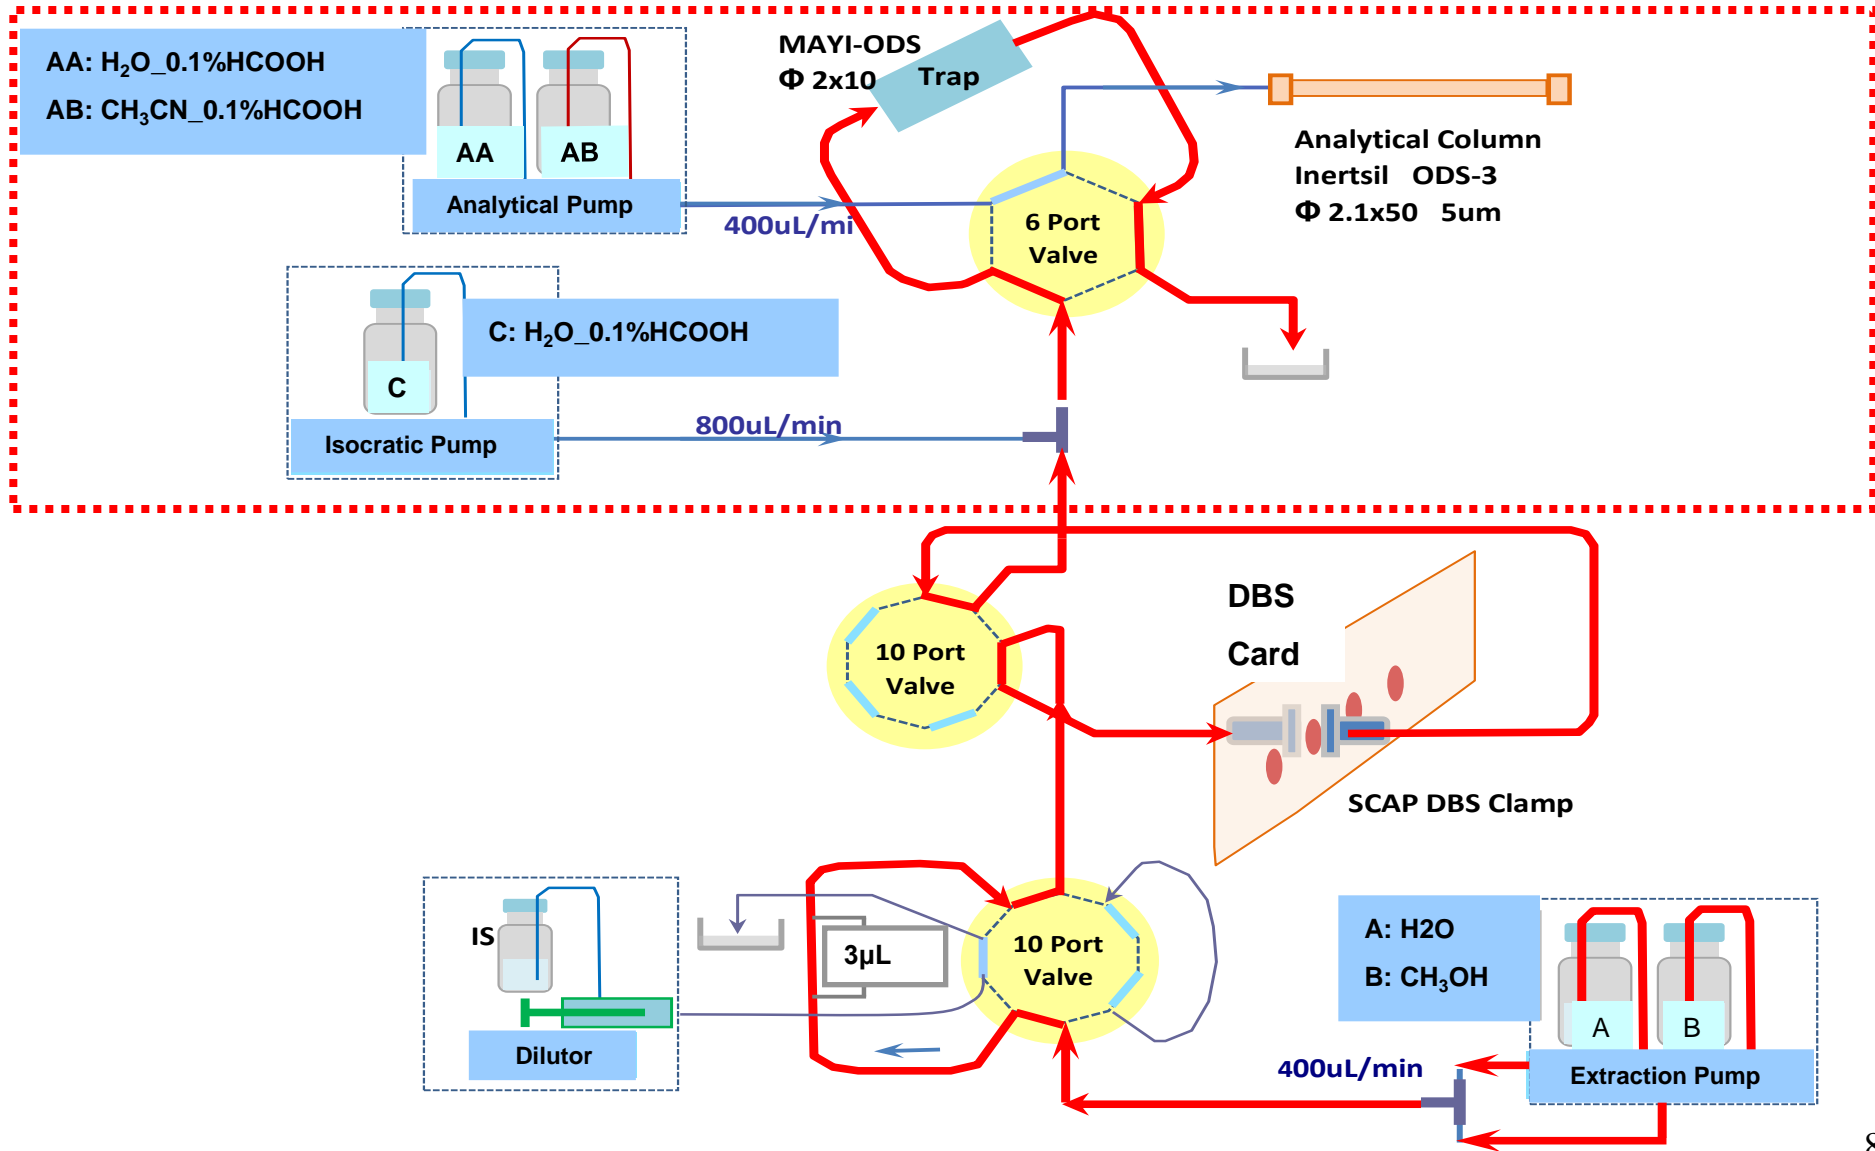 AA: H₂O_0.1%HCOOH
AB: CH₃CN_0.1%HCOOH
AA
AB
Analytical Pump
400uL/mi
MAYI-ODS
Φ 2x10
Trap
Analytical Column
Inertsil ODS-3
Φ 2.1x50 5um
6 Port
Valve
C: H₂O_0.1%HCOOH
C
Isocratic Pump
800uL/min
10 Port
Valve
DBS
Card
SCAP DBS Clamp
IS
Dilutor
3µL
10 Port
Valve
A: H2O
B: CH₃OH
A
B
Extraction Pump
400uL/min